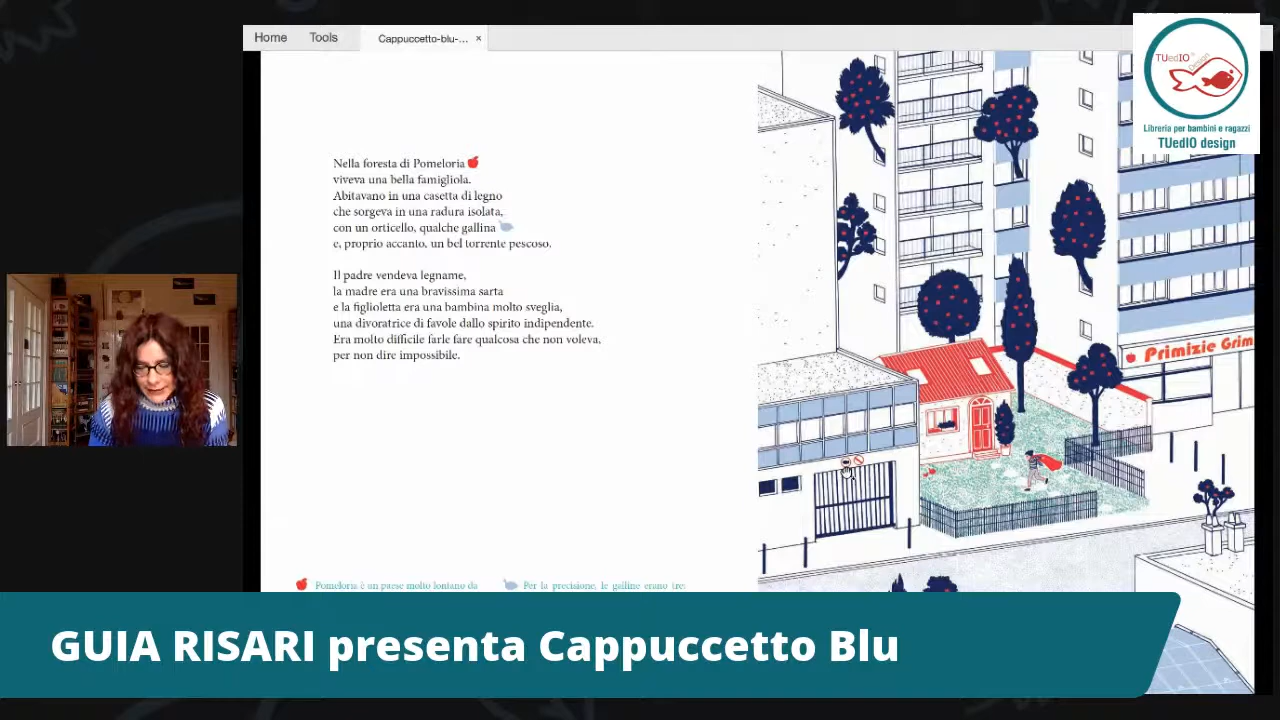 Home Tools Cappuccetto-blu-... ×
TUedIO
Design
Libreria per bambini e ragazzi
TUedIO design
Nella foresta di Pomeloria
viveva una bella famigliola.
Abitavano in una casetta di legno
che sorgeva in una radura isolata,
con un orticello, qualche gallina
e, proprio accanto, un bel torrente pescoso.
Il padre vendeva legname,
la madre era una bravissima sarta
e la figlioletta era una bambina molto sveglia,
una divoratrice di favole dallo spirito indipendente.
Era molto difficile farle fare qualcosa che non voleva,
per non dire impossibile.
Primizie Grim
Pomeloria è un paese molto lontano da
Per la precisione, le galline erano tre:
GUIA RISARI presenta Cappuccetto Blu